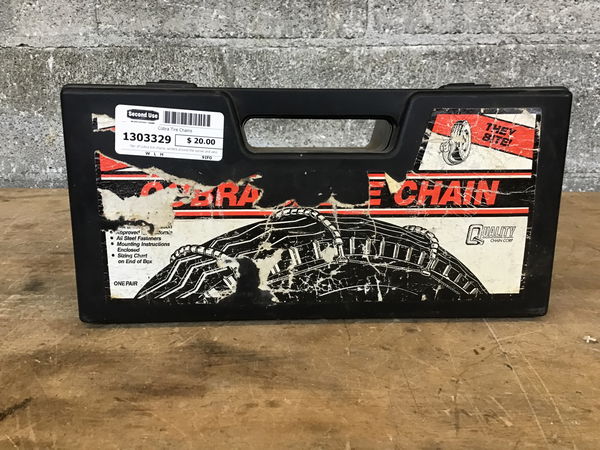 Second Use
Cobra Tire Chains
1303329
$ 20.00
W L H
THEY
BITE!
COBRA CHAIN
• All Steel Fasteners
• Mounting Instructions
Enclosed
• Sizing Chart
on End of Box
ONE PAIR
QUALITY
CHAIN CORP